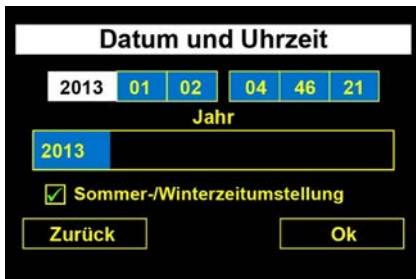 Datum und Uhrzeit
2013 01 02 04 46 21
Jahr
2013
Sommer-/Winterzeitumstellung
Zurück Ok